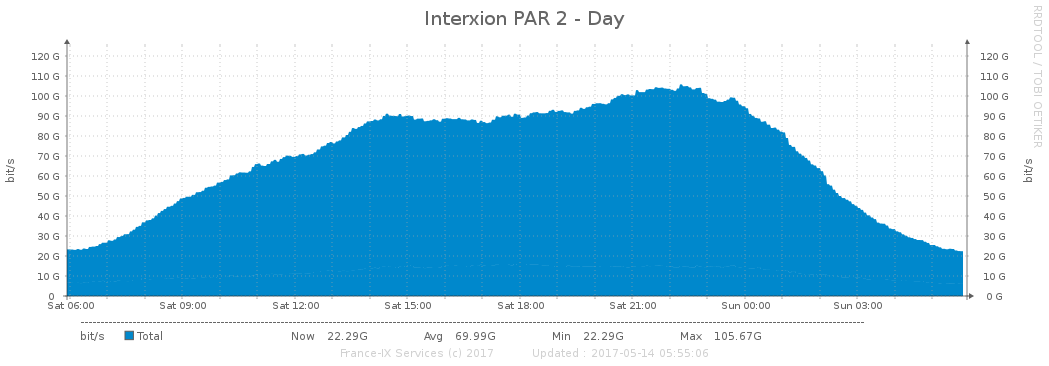 Interxion PAR 2 - Day
RRDTOOL / TOBI OETIKER
120 G 120 G
110 G 110 G
100 G 100 G
90 G 90 G
80 G 80 G
70 G 70 G
60 G 60 G
50 G 50 G
40 G 40 G
30 G 30 G
20 G 20 G
10 G 10 G
0 0 G
bit/s
bit/s
Sat 06:00 Sat 09:00 Sat 12:00 Sat 15:00 Sat 18:00 Sat 21:00 Sun 00:00 Sun 03:00
bit/s Total Now 22.29G Avg 69.99G Min 22.29G Max 105.67G
France-IX Services (c) 2017 Updated : 2017-05-14 05:55:06